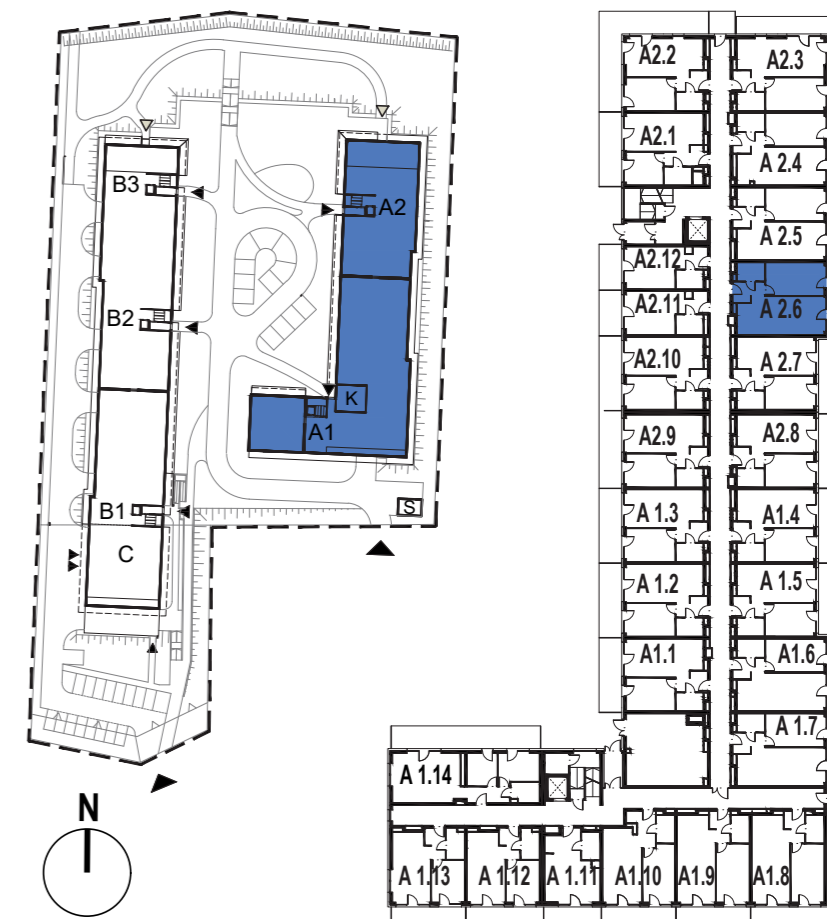 B3
A2
B2
K
A1
B1
S
C
N
A2.2
A2.3
A2.1
A 2.4
A 2.5
A2.12
A2.11
A 2.6
A2.10
A 2.7
A2.9
A2.8
A 1.3
A1.4
A 1.2
A 1.5
A1.1
A1.6
A 1.7
A 1.14
A 1.13
A 1.12
A 1.11
A1.10
A1.9
A1.8